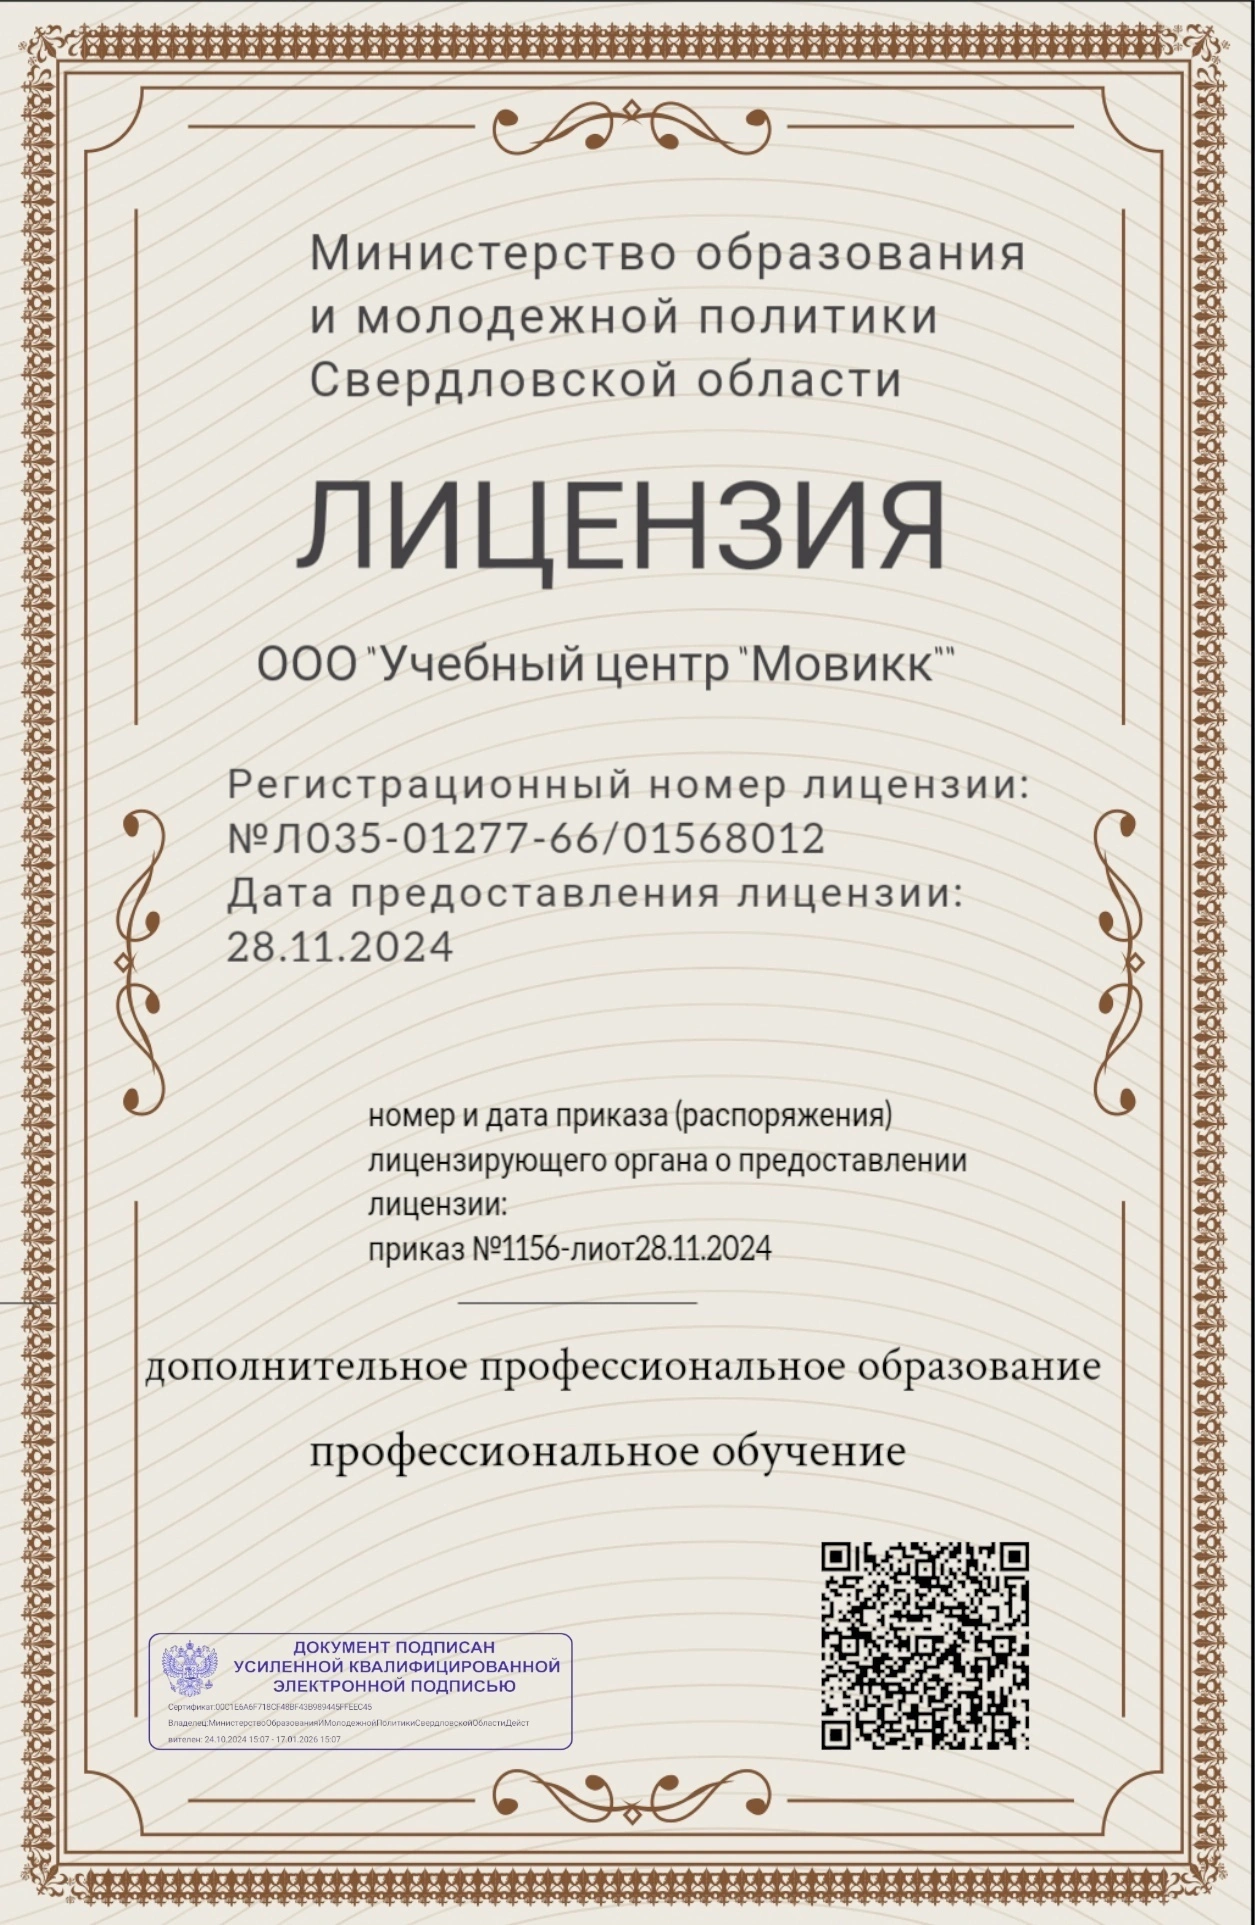 Министерство образования
и молодежной политики
Свердловской области
ЛИЦЕНЗИЯ
ООО "Учебный центр "Мовикк""
Регистрационный номер лицензии:
№Л035-01277-66/01568012
Дата предоставления лицензии:
28.11.2024
номер и дата приказа (распоряжения)
лицензирующего органа о предоставлении
лицензии:
приказ №1156-лиот28.11.2024
дополнительное профессиональное образование
профессиональное обучение
ДОКУМЕНТ ПОДПИСАН
УСИЛЕННОЙ КВАЛИФИЦИРОВАННОЙ
ЭЛЕКТРОННОЙ ПОДПИСЬЮ
Сертификат:00C1E6A6F718CF48BF43B989445FFEEC45
Владелец:МинистерствоОбразованияИМолодежнойПолитикиСвердловскойОбластиДейст
вителен: 24.10.2024 15:07 - 17.01.2026 15:07